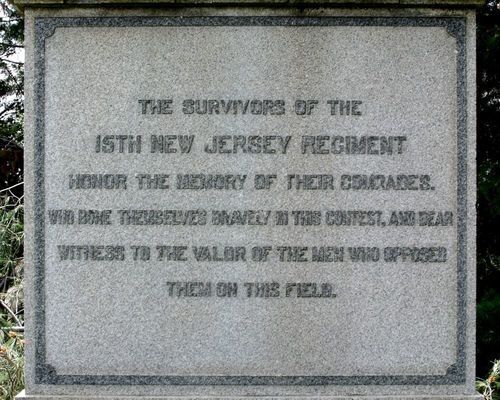 THE SURVIVORS OF THE
15TH NEW JERSEY REGIMENT
HONOR THE MEMORY OF THEIR COMRADES.
WHO BORE THEMSELVES BRAVELY IN THIS CONTEST, AND BEAR
WITNESS TO THE VALOR OF THE MEN WHO OPPOSED
THEM ON THIS FIELD.